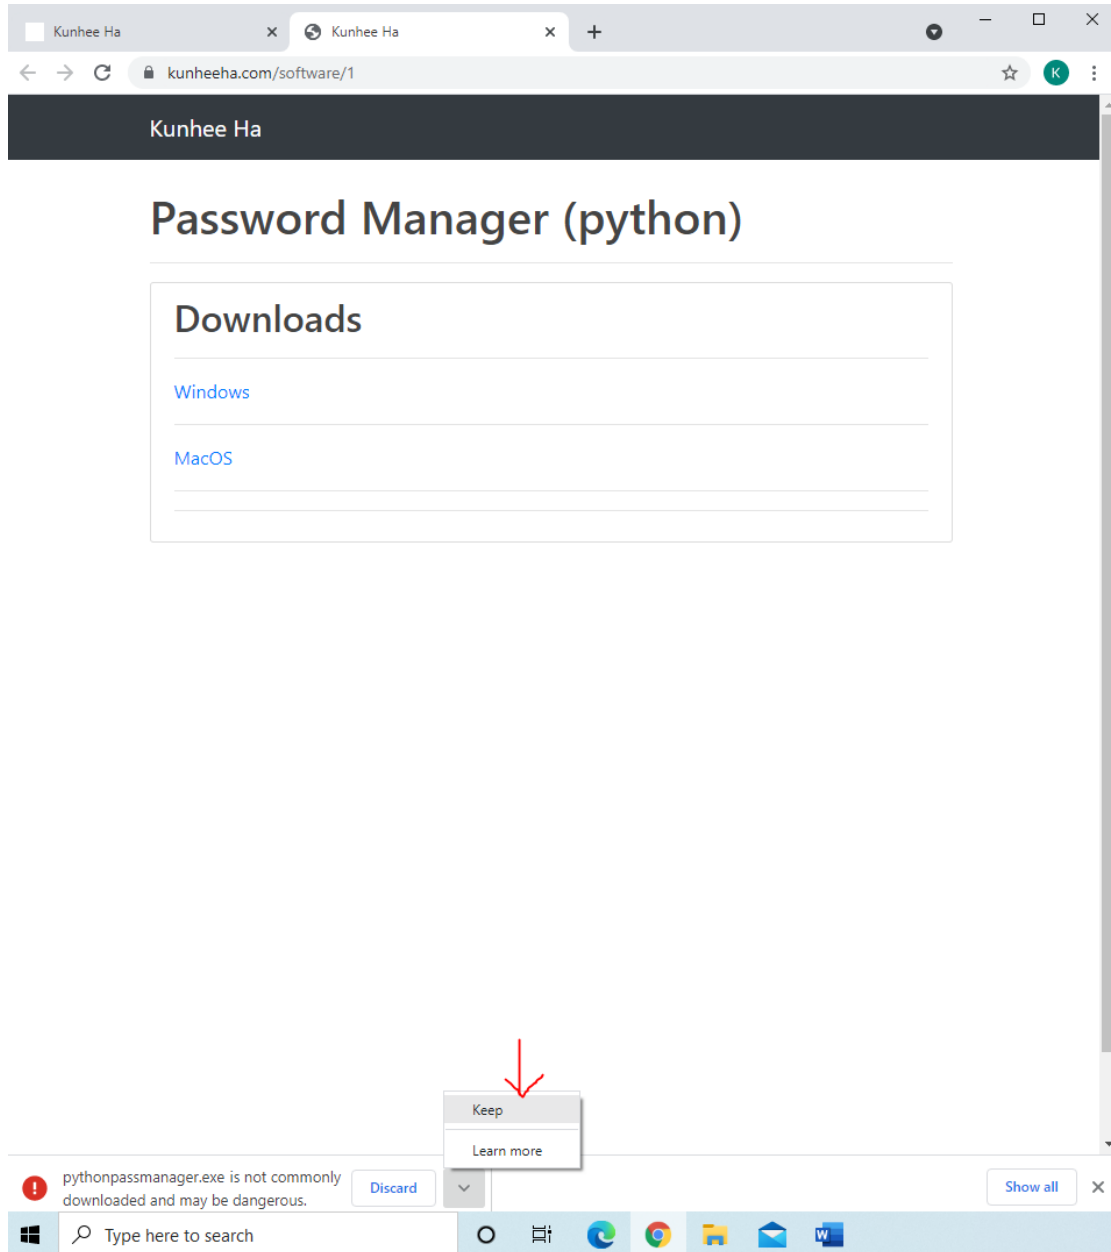 Kunhee Ha
Kunhee Ha
kunheeha.com/software/1
K
Kunhee Ha
Password Manager (python)
Downloads
Windows
MacOS
Keep
Learn more
pythonpassmanager.exe is not commonly
downloaded and may be dangerous.
Discard
Show all
Type here to search